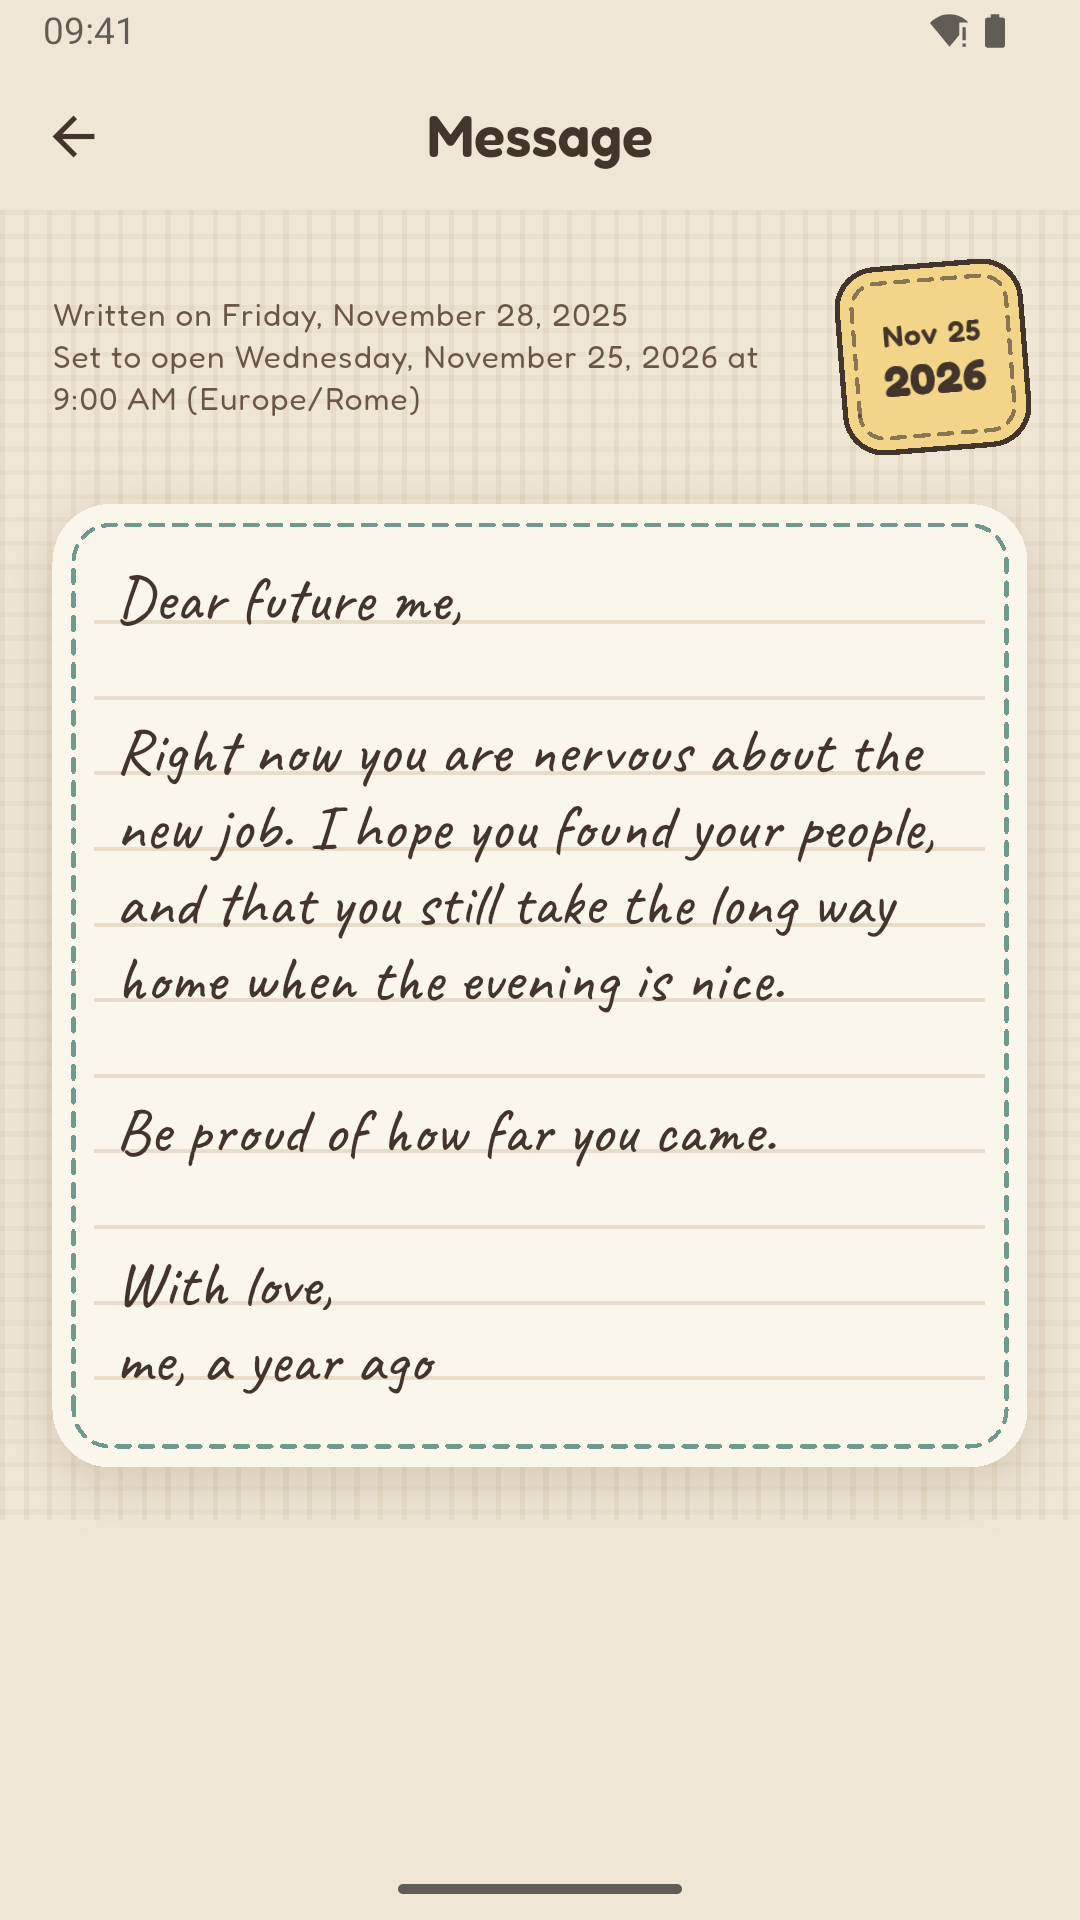 09:41
Message
Written on Friday, November 28, 2025
Set to open Wednesday, November 25, 2026 at
9:00 AM (Europe/Rome)
Nov 25
2026
Dear future me,
Right now you are nervous about the
new job. I hope you found your people,
and that you still take the long way
home when the evening is nice.
Be proud of how far you came.
With love,
me, a year ago